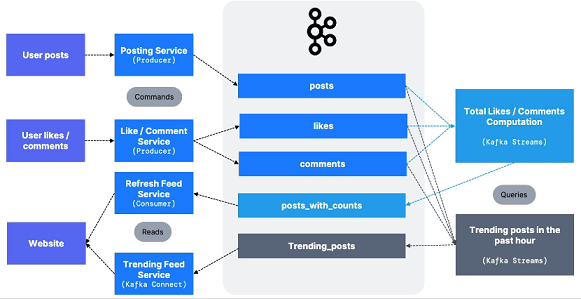 User posts
Posting Service
(Producer)
Commands
posts
User likes /
comments
Like / Comment
Service
(Producer)
likes
comments
Total Likes / Comments
Computation
(Kafka Streams)
Refresh Feed
Service
(Consumer)
posts_with_counts
Queries
Website
Reads
Trending_posts
Trending posts in the
past hour
(Kafka Streams)
Trending Feed
Service
(Kafka Connect)